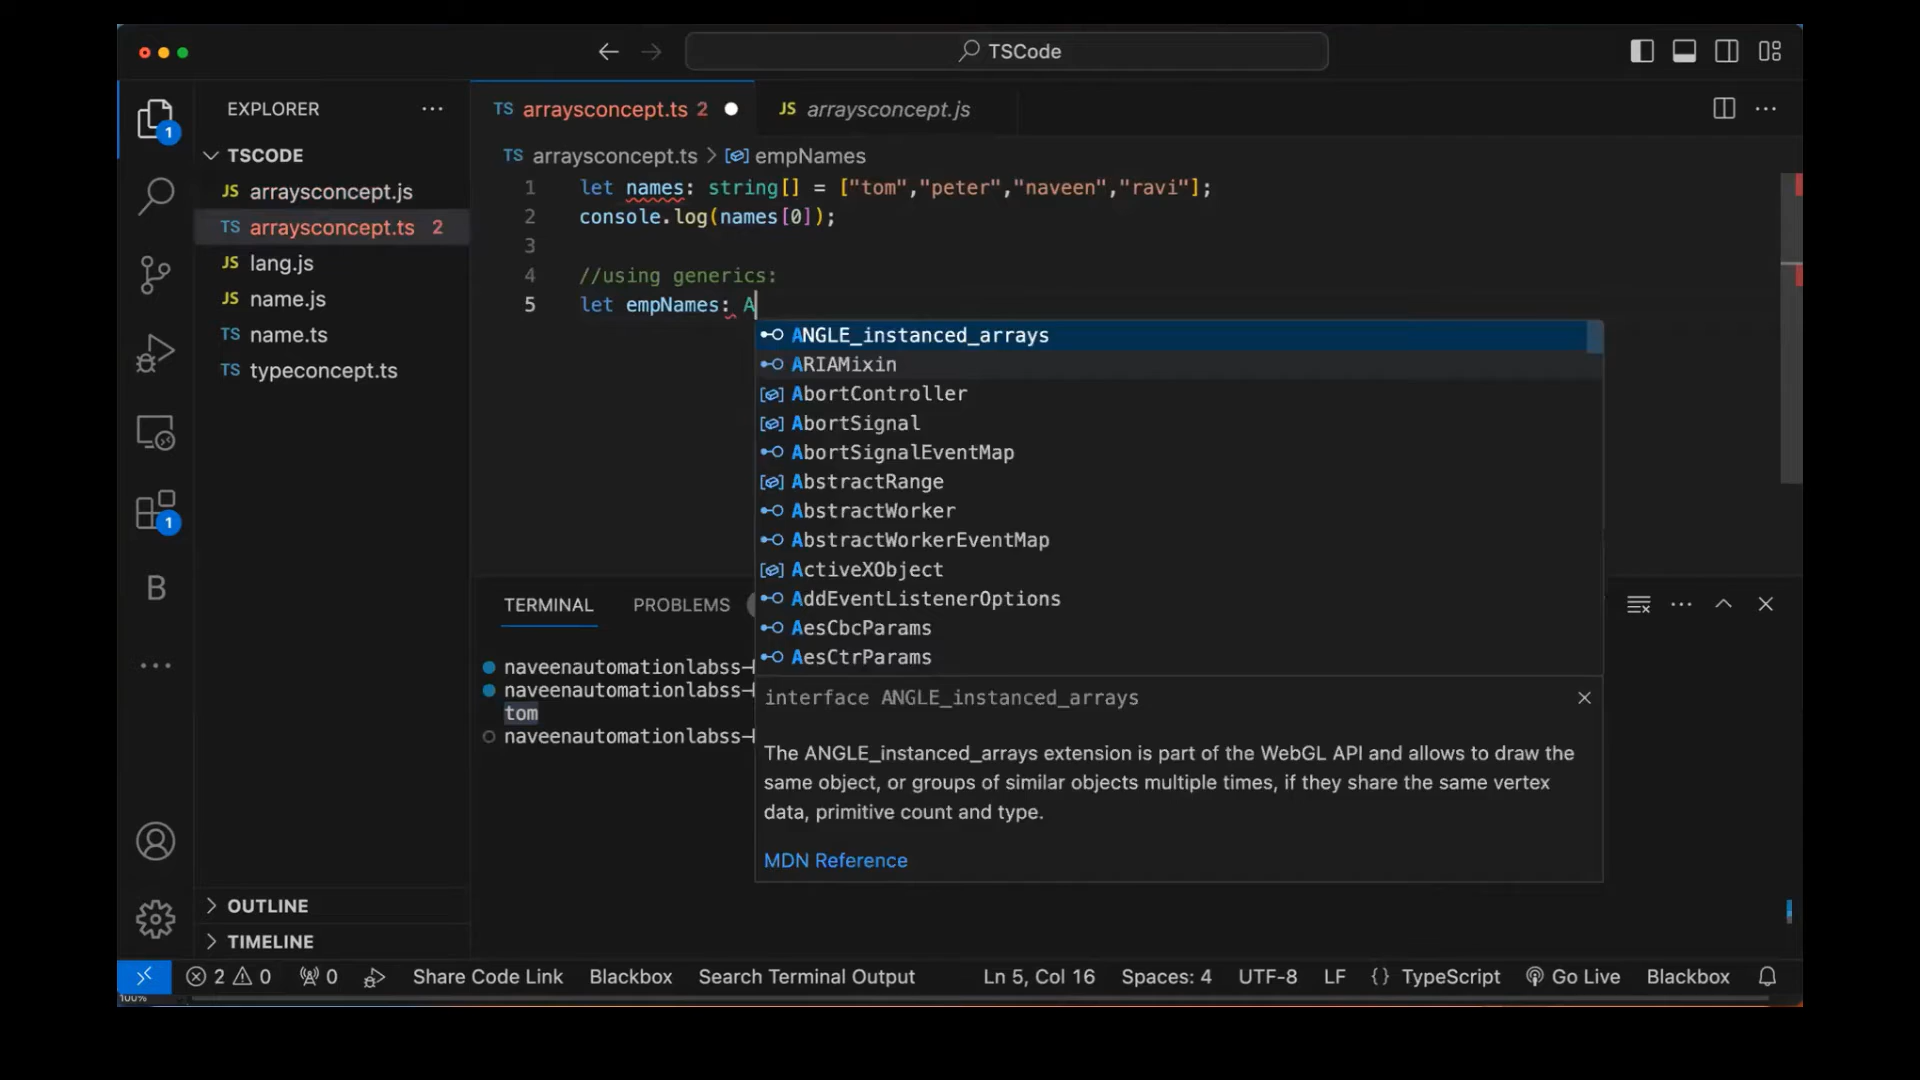 TSCode
EXPLORER
TS arraysconcept.ts 2
JS arraysconcept.js
TSCODE
TS arraysconcept.ts > empNames
JS arraysconcept.js
TS arraysconcept.ts 2
JS lang.js
JS name.js
TS name.ts
TS typeconcept.ts
1 let names: string[] = ["tom","peter","naveen","ravi"];
2 console.log(names[0]);
3
4 //using generics:
5 let empNames: A
ANGLE_instanced_arrays
ARIAMixin
AbortController
AbortSignal
AbortSignalEventMap
AbstractRange
AbstractWorker
AbstractWorkerEventMap
ActiveXObject
AddEventListenerOptions
AesCbcParams
AesCtrParams
interface ANGLE_instanced_arrays
The ANGLE_instanced_arrays extension is part of the WebGL API and allows to draw the
same object, or groups of similar objects multiple times, if they share the same vertex
data, primitive count and type.
MDN Reference
1
1
B
TERMINAL PROBLEMS
naveenautomationlabss-
naveenautomationlabss-
tom
naveenautomationlabss-
OUTLINE
TIMELINE
2 0 0 Share Code Link Blackbox Search Terminal Output Ln 5, Col 16 Spaces: 4 UTF-8 LF {} TypeScript Go Live Blackbox
100%